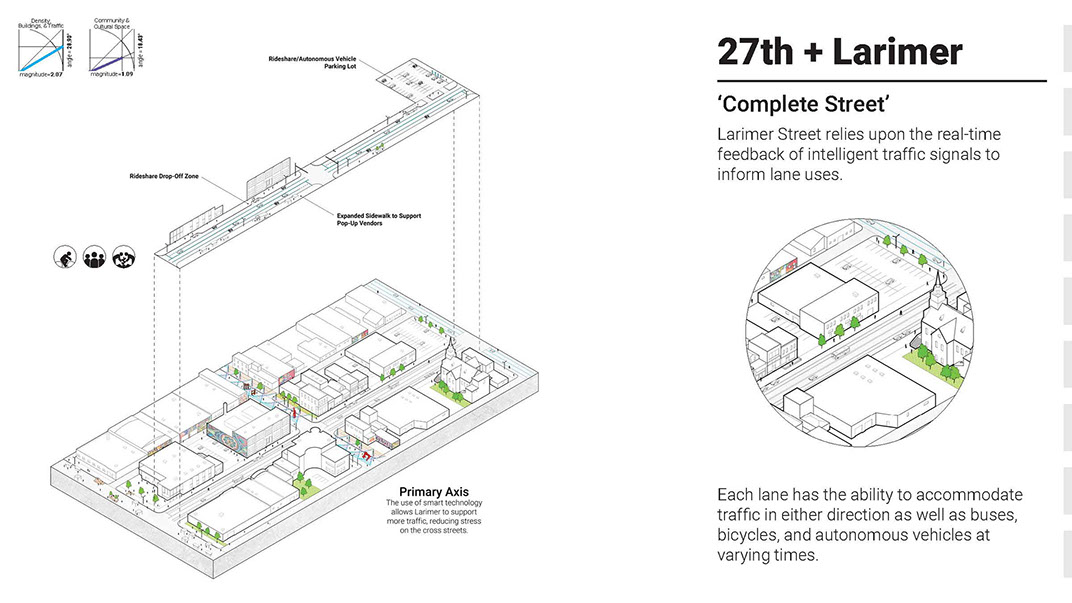 Density,
Buildings, & Traffic
angle = 28.93°
magnitude=2.07
Community &
Cultural Space
angle = 18.43°
magnitude=1.09
Rideshare/Autonomous Vehicle
Parking Lot
Rideshare Drop-Off Zone
Expanded Sidewalk to Support
Pop-Up Vendors
Primary Axis
The use of smart technology
allows Larimer to support
more traffic, reducing stress
on the cross streets.
27th + Larimer
‘Complete Street’
Larimer Street relies upon the real-time
feedback of intelligent traffic signals to
inform lane uses.
Each lane has the ability to accommodate
traffic in either direction as well as buses,
bicycles, and autonomous vehicles at
varying times.